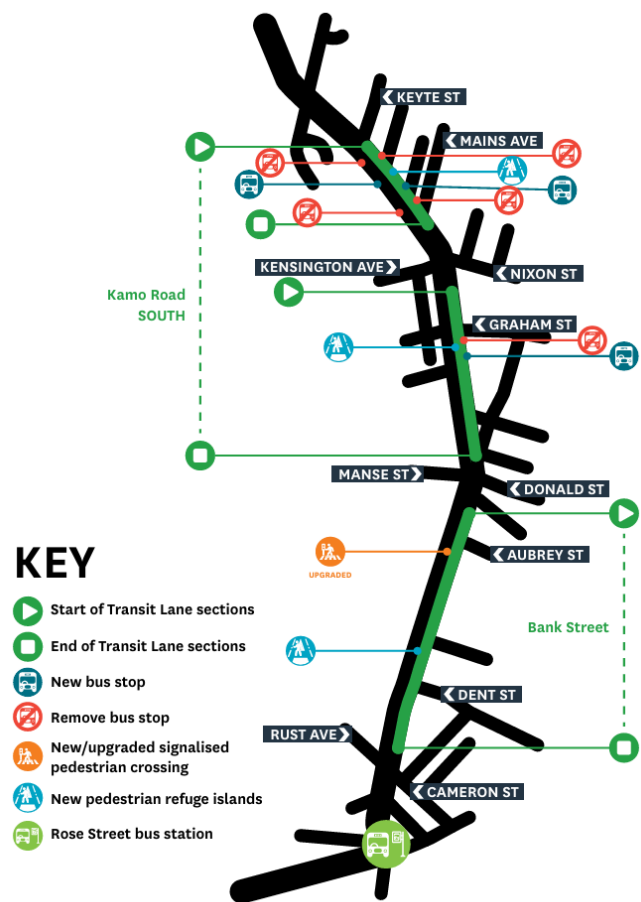 KEYTE ST
MAINS AVE
KENSINGTON AVE
NIXON ST
Kamo Road
SOUTH
GRAHAM ST
MANSE ST
DONALD ST
KEY
UPGRADED
AUBREY ST
Start of Transit Lane sections
End of Transit Lane sections
Bank Street
New bus stop
DENT ST
Remove bus stop
RUST AVE
New/upgraded signalised
pedestrian crossing
New pedestrian refuge islands
CAMERON ST
Rose Street bus station